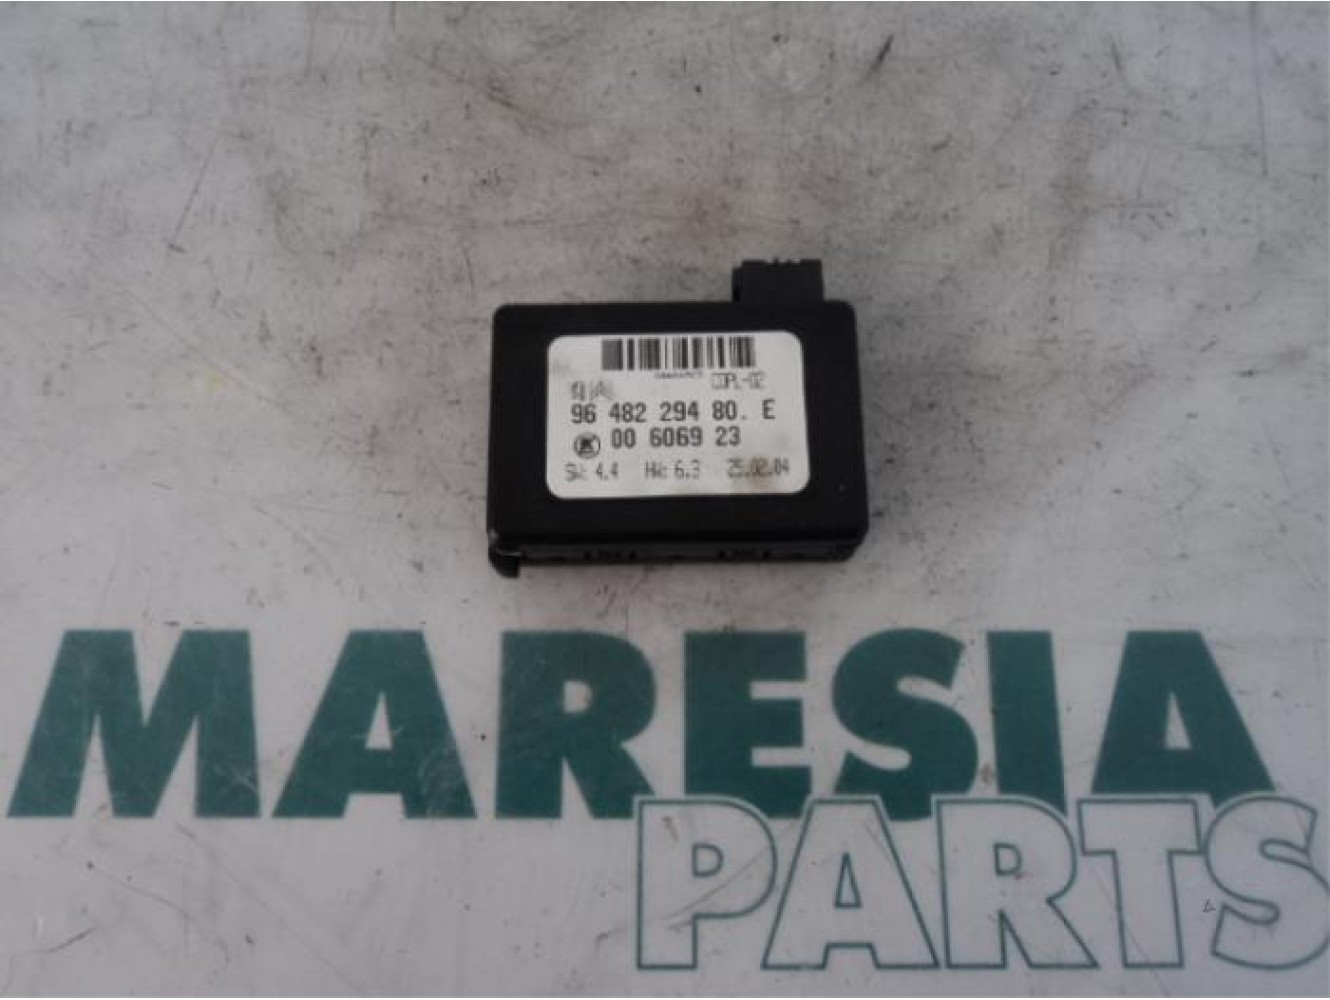 COPL-02
96 482 294 80. E
00 6069 23
SW: 4.4 HW: 6.3 25.02.04
MARESIA
PARTS